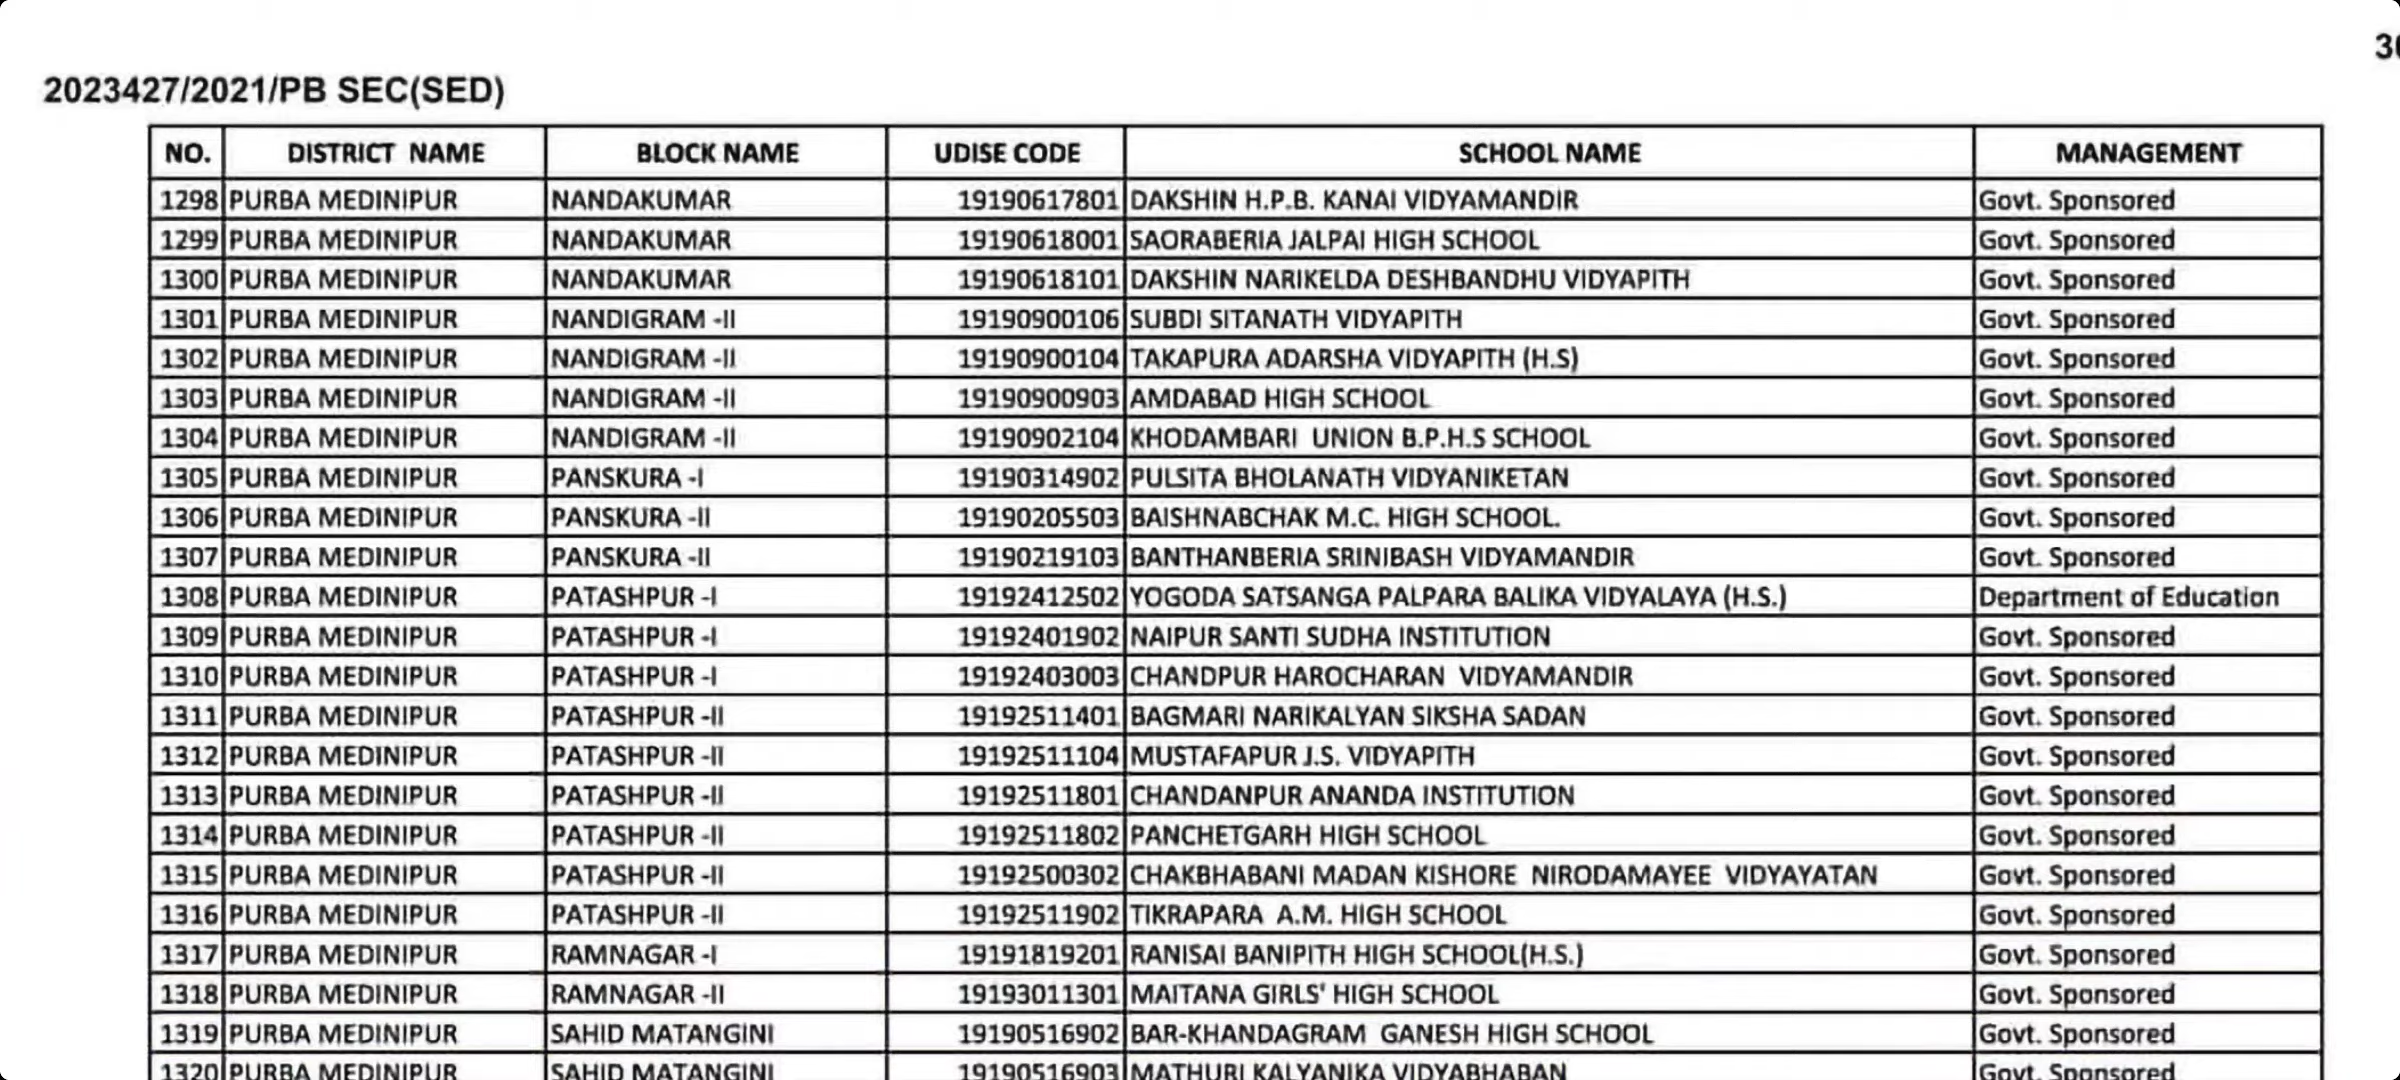 30
2023427/2021/PB SEC(SED)
NO. DISTRICT NAME BLOCK NAME UDISE CODE SCHOOL NAME MANAGEMENT
1298 PURBA MEDINIPUR NANDAKUMAR 19190617801 DAKSHIN H.P.B. KANAI VIDYAMANDIR Govt. Sponsored
1299 PURBA MEDINIPUR NANDAKUMAR 19190618001 SAORABERIA JALPAI HIGH SCHOOL Govt. Sponsored
1300 PURBA MEDINIPUR NANDAKUMAR 19190618101 DAKSHIN NARIKELDA DESHBANDHU VIDYAPITH Govt. Sponsored
1301 PURBA MEDINIPUR NANDIGRAM -II 19190900106 SUBDI SITANATH VIDYAPITH Govt. Sponsored
1302 PURBA MEDINIPUR NANDIGRAM -II 19190900104 TAKAPURA ADARSHA VIDYAPITH (H.S) Govt. Sponsored
1303 PURBA MEDINIPUR NANDIGRAM -II 19190900903 AMDABAD HIGH SCHOOL Govt. Sponsored
1304 PURBA MEDINIPUR NANDIGRAM -II 19190902104 KHODAMBARI UNION B.P.H.S SCHOOL Govt. Sponsored
1305 PURBA MEDINIPUR PANSKURA -I 19190314902 PULSITA BHOLANATH VIDYANIKETAN Govt. Sponsored
1306 PURBA MEDINIPUR PANSKURA -II 19190205503 BAISHNABCHAK M.C. HIGH SCHOOL. Govt. Sponsored
1307 PURBA MEDINIPUR PANSKURA -II 19190219103 BANTHANBERIA SRINIBASH VIDYAMANDIR Govt. Sponsored
1308 PURBA MEDINIPUR PATASHPUR -I 19192412502 YOGODA SATSANGA PALPARA BALIKA VIDYALAYA (H.S.) Department of Education
1309 PURBA MEDINIPUR PATASHPUR -I 19192401902 NAIPUR SANTI SUDHA INSTITUTION Govt. Sponsored
1310 PURBA MEDINIPUR PATASHPUR -I 19192403003 CHANDPUR HAROCHARAN VIDYAMANDIR Govt. Sponsored
1311 PURBA MEDINIPUR PATASHPUR -II 19192511401 BAGMARI NARIKALYAN SIKSHA SADAN Govt. Sponsored
1312 PURBA MEDINIPUR PATASHPUR -II 19192511104 MUSTAFAPUR J.S. VIDYAPITH Govt. Sponsored
1313 PURBA MEDINIPUR PATASHPUR -II 19192511801 CHANDANPUR ANANDA INSTITUTION Govt. Sponsored
1314 PURBA MEDINIPUR PATASHPUR -II 19192511802 PANCHETGARH HIGH SCHOOL Govt. Sponsored
1315 PURBA MEDINIPUR PATASHPUR -II 19192500302 CHAKBHABANI MADAN KISHORE NIRODAMAYEE VIDYAYATAN Govt. Sponsored
1316 PURBA MEDINIPUR PATASHPUR -II 19192511902 TIKRAPARA A.M. HIGH SCHOOL Govt. Sponsored
1317 PURBA MEDINIPUR RAMNAGAR -I 19191819201 RANISAI BANIPITH HIGH SCHOOL(H.S.) Govt. Sponsored
1318 PURBA MEDINIPUR RAMNAGAR -II 19193011301 MAITANA GIRLS' HIGH SCHOOL Govt. Sponsored
1319 PURBA MEDINIPUR SAHID MATANGINI 19190516902 BAR-KHANDAGRAM GANESH HIGH SCHOOL Govt. Sponsored
1320 PURBA MEDINIPUR SAHID MATANGINI 19190516903 MATHURI KALYANIKA VIDYABHABAN Govt. Sponsored